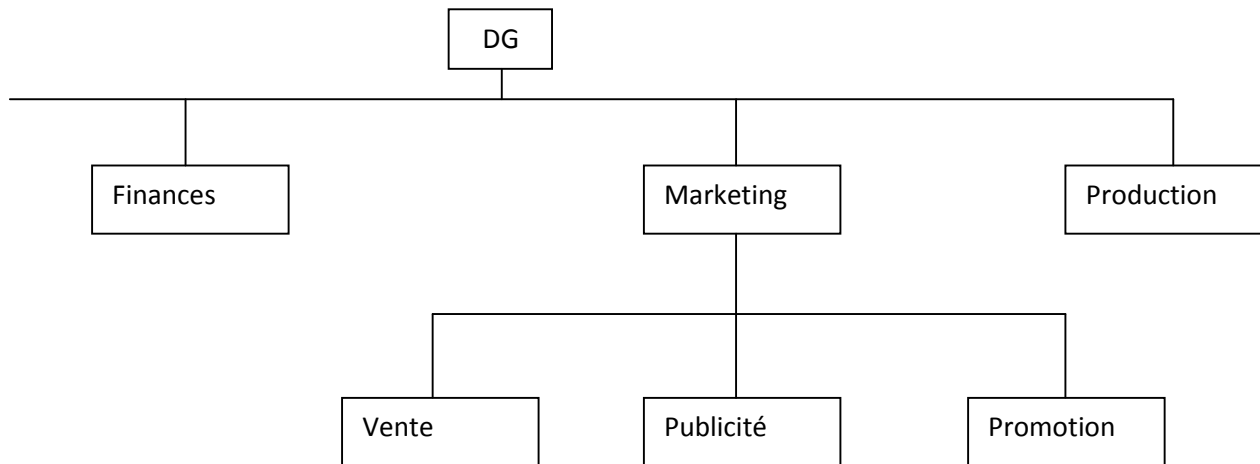 DG
Finances
Marketing
Production
Vente
Publicité
Promotion